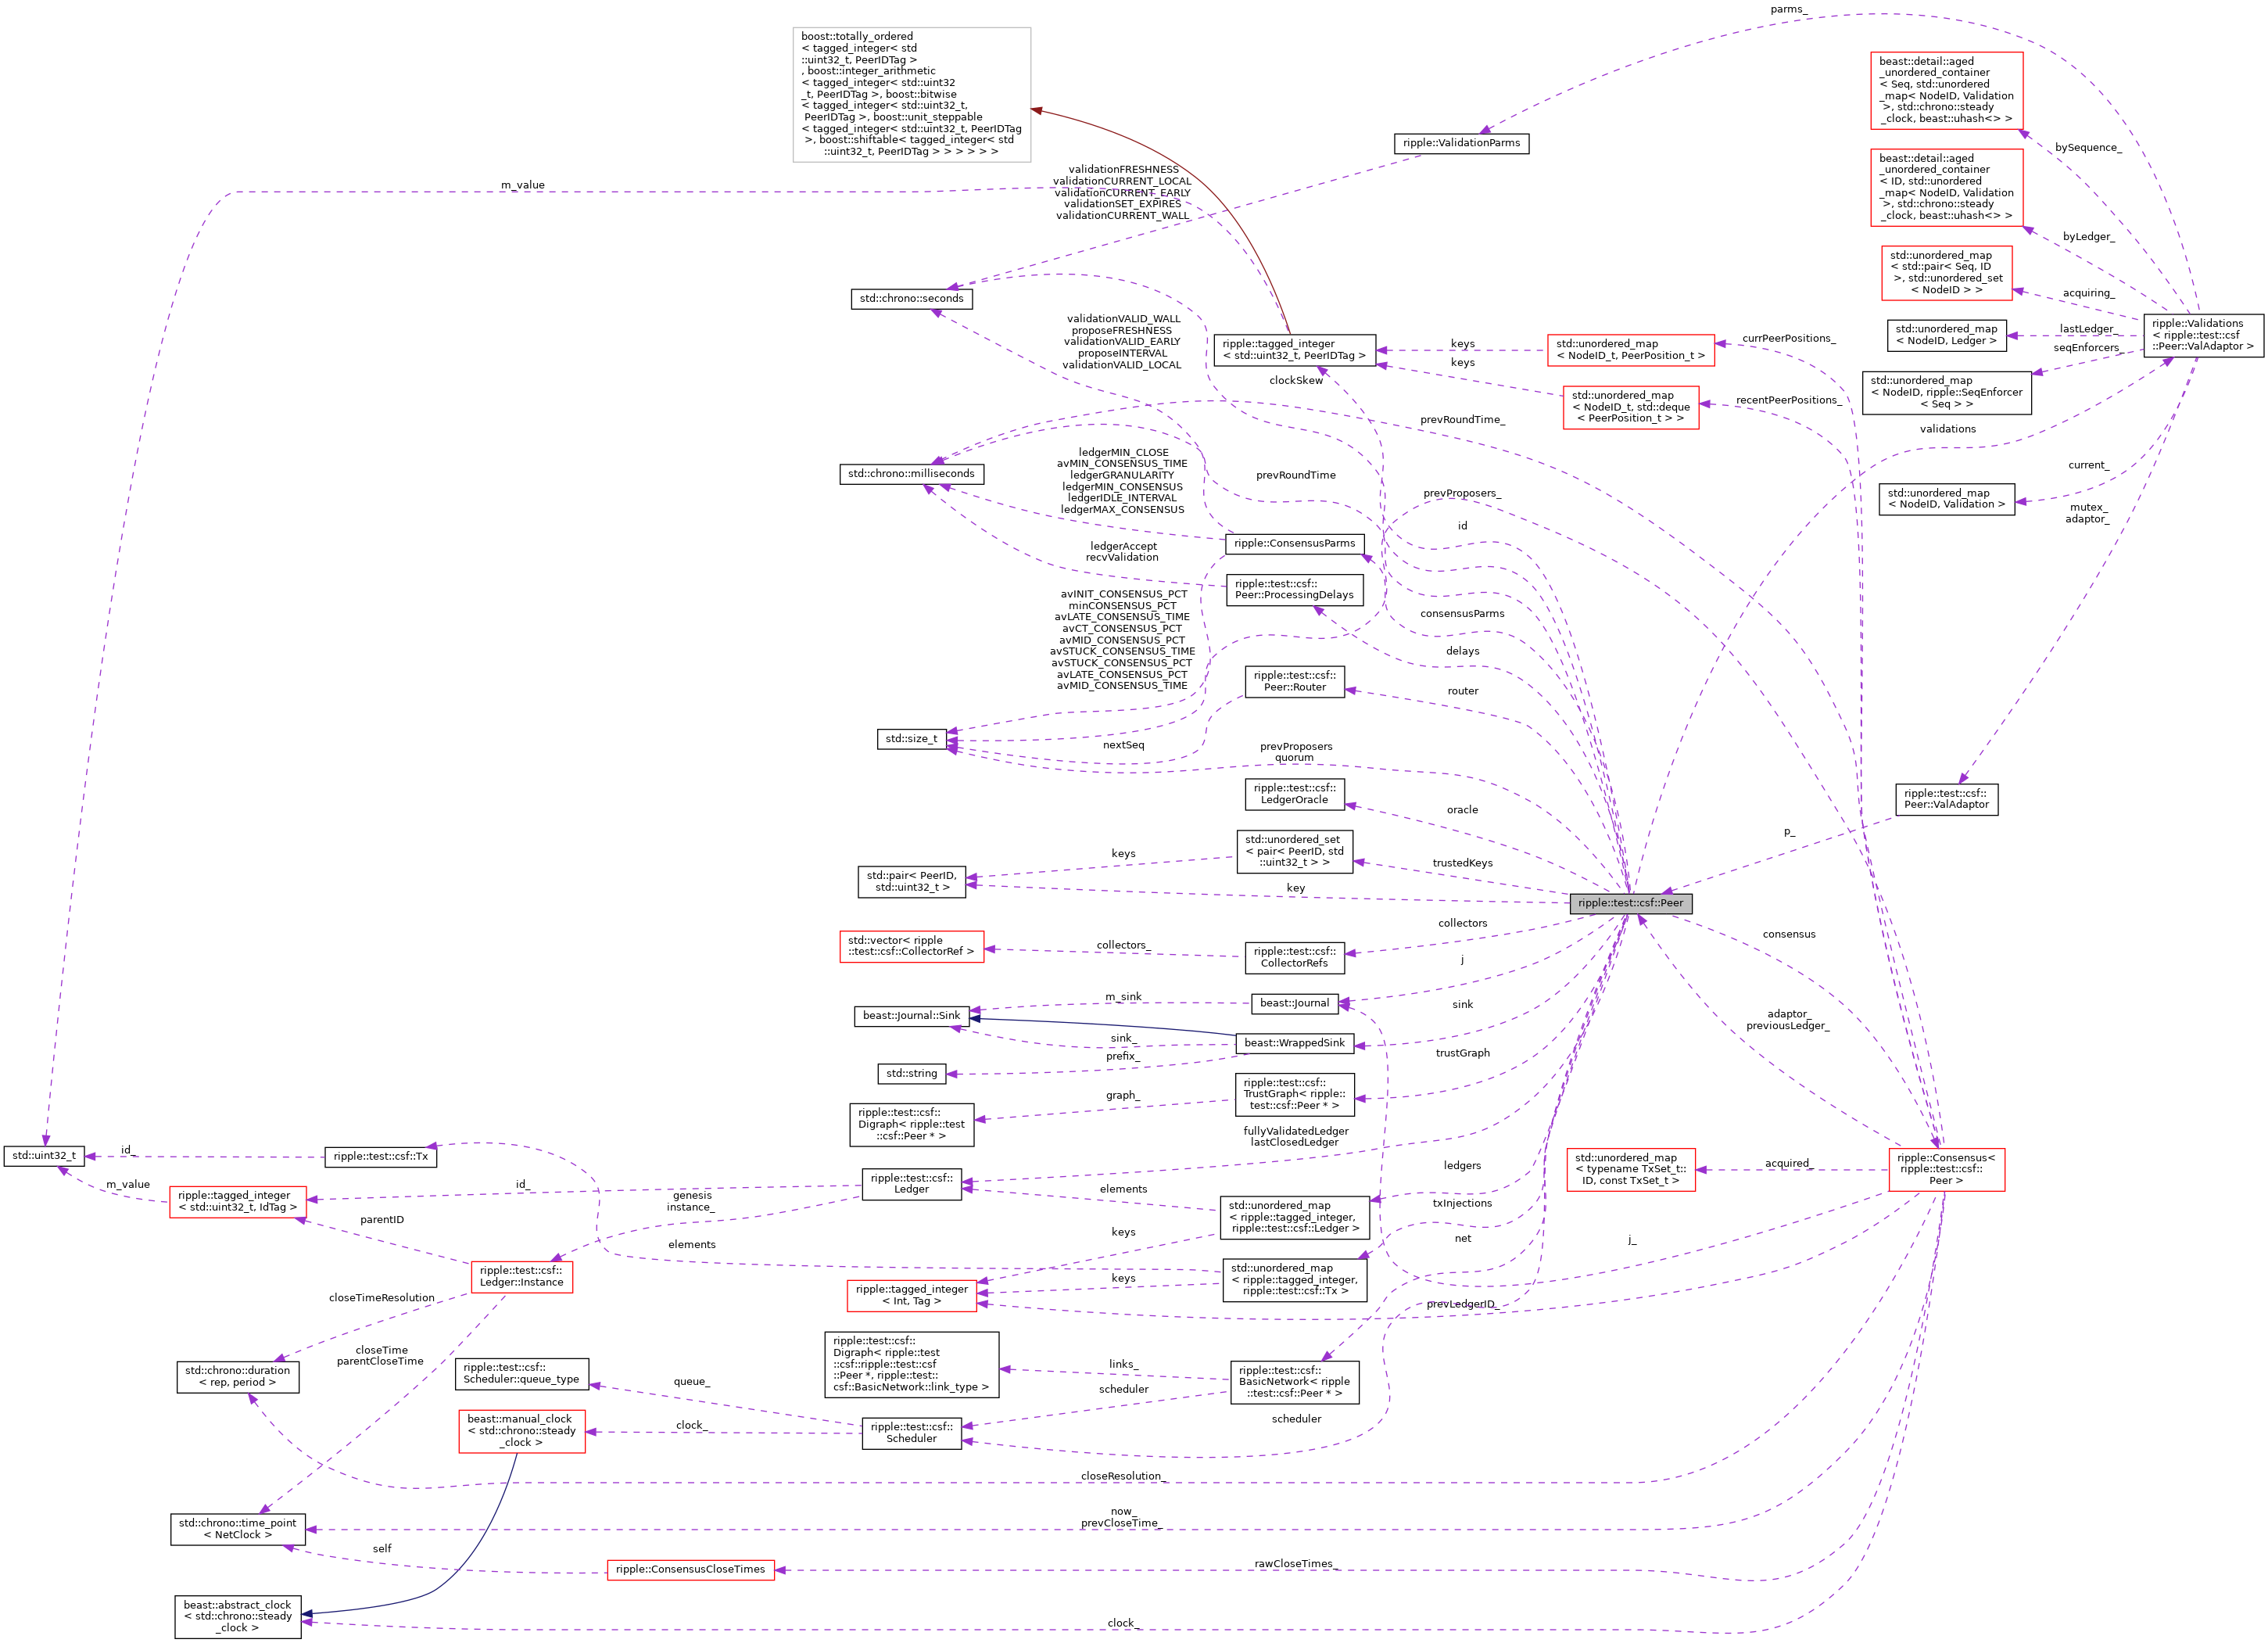 parms_
boost::totally_ordered
< tagged_integer< std
::uint32_t, PeerIDTag >
, boost::integer_arithmetic
< tagged_integer< std::uint32
_t, PeerIDTag >, boost::bitwise
< tagged_integer< std::uint32_t,
PeerIDTag >, boost::unit_steppable
< tagged_integer< std::uint32_t, PeerIDTag
>, boost::shiftable< tagged_integer< std
::uint32_t, PeerIDTag > > > > > >
beast::detail::aged
_unordered_container
< Seq, std::unordered
_map< NodeID, Validation
>, std::chrono::steady
_clock, beast::uhash<> >
ripple::ValidationParms
bySequence_
beast::detail::aged
_unordered_container
< ID, std::unordered
_map< NodeID, Validation
>, std::chrono::steady
_clock, beast::uhash<> >
m_value
validationFRESHNESS
validationCURRENT_LOCAL
validationCURRENT_EARLY
validationSET_EXPIRES
validationCURRENT_WALL
byLedger_
std::unordered_map
< std::pair< Seq, ID
>, std::unordered_set
< NodeID > >
acquiring_
std::chrono::seconds
validationVALID_WALL
proposeFRESHNESS
validationVALID_EARLY
proposeINTERVAL
validationVALID_LOCAL
ripple::tagged_integer
< std::uint32_t, PeerIDTag >
keys
keys
std::unordered_map
< NodeID_t, PeerPosition_t >
currPeerPositions_
std::unordered_map
< NodeID, Ledger >
lastLedger_
seqEnforcers_
ripple::Validations
< ripple::test::csf
::Peer::ValAdaptor >
clockSkew
std::unordered_map
< NodeID_t, std::deque
< PeerPosition_t > >
recentPeerPositions_
std::unordered_map
< NodeID, ripple::SeqEnforcer
< Seq > >
prevRoundTime_
validations
std::chrono::milliseconds
ledgerMIN_CLOSE
avMIN_CONSENSUS_TIME
ledgerGRANULARITY
ledgerMIN_CONSENSUS
ledgerIDLE_INTERVAL
ledgerMAX_CONSENSUS
prevRoundTime
prevProposers_
current_
std::unordered_map
< NodeID, Validation >
mutex_
adaptor_
id
ripple::ConsensusParms
ledgerAccept
recvValidation
ripple::test::csf::
Peer::ProcessingDelays
avINIT_CONSENSUS_PCT
minCONSENSUS_PCT
avLATE_CONSENSUS_TIME
avCT_CONSENSUS_PCT
avMID_CONSENSUS_PCT
avSTUCK_CONSENSUS_TIME
avSTUCK_CONSENSUS_PCT
avLATE_CONSENSUS_PCT
avMID_CONSENSUS_TIME
consensusParms
delays
ripple::test::csf::
Peer::Router
router
std::size_t
nextSeq
prevProposers
quorum
ripple::test::csf::
LedgerOracle
oracle
ripple::test::csf::
Peer::ValAdaptor
p_
std::unordered_set
< pair< PeerID, std
::uint32_t > >
keys
trustedKeys
std::pair< PeerID,
std::uint32_t >
key
ripple::test::csf::Peer
std::vector< ripple
::test::csf::CollectorRef >
collectors_
ripple::test::csf::
CollectorRefs
collectors
consensus
j
beast::Journal::Sink
m_sink
beast::Journal
sink
adaptor_
previousLedger_
sink_
beast::WrappedSink
prefix_
std::string
trustGraph
ripple::test::csf::
TrustGraph< ripple::
test::csf::Peer * >
graph_
ripple::test::csf::
Digraph< ripple::test
::csf::Peer * >
fullyValidatedLedger
lastClosedLedger
std::uint32_t
id_
ripple::test::csf::Tx
m_value
ripple::tagged_integer
< std::uint32_t, IdTag >
id_
ripple::test::csf::
Ledger
ledgers
std::unordered_map
< typename TxSet_t::
ID, const TxSet_t >
acquired_
ripple::Consensus<
ripple::test::csf::
Peer >
genesis
instance_
elements
std::unordered_map
< ripple::tagged_integer,
ripple::test::csf::Ledger >
txInjections
parentID
elements
keys
net
j_
ripple::test::csf::
Ledger::Instance
keys
std::unordered_map
< ripple::tagged_integer,
ripple::test::csf::Tx >
ripple::tagged_integer
< Int, Tag >
closeTimeResolution
prevLedgerID_
closeTime
parentCloseTime
std::chrono::duration
< rep, period >
ripple::test::csf::
Scheduler::queue_type
queue_
ripple::test::csf::
Digraph< ripple::test
::csf::ripple::test::csf
::Peer *, ripple::test::
csf::BasicNetwork::link_type >
links_
scheduler
ripple::test::csf::
BasicNetwork< ripple
::test::csf::Peer * >
beast::manual_clock
< std::chrono::steady
_clock >
clock_
ripple::test::csf::
Scheduler
scheduler
closeResolution_
std::chrono::time_point
< NetClock >
now_
prevCloseTime_
self
ripple::ConsensusCloseTimes
rawCloseTimes_
beast::abstract_clock
< std::chrono::steady
_clock >
clock_